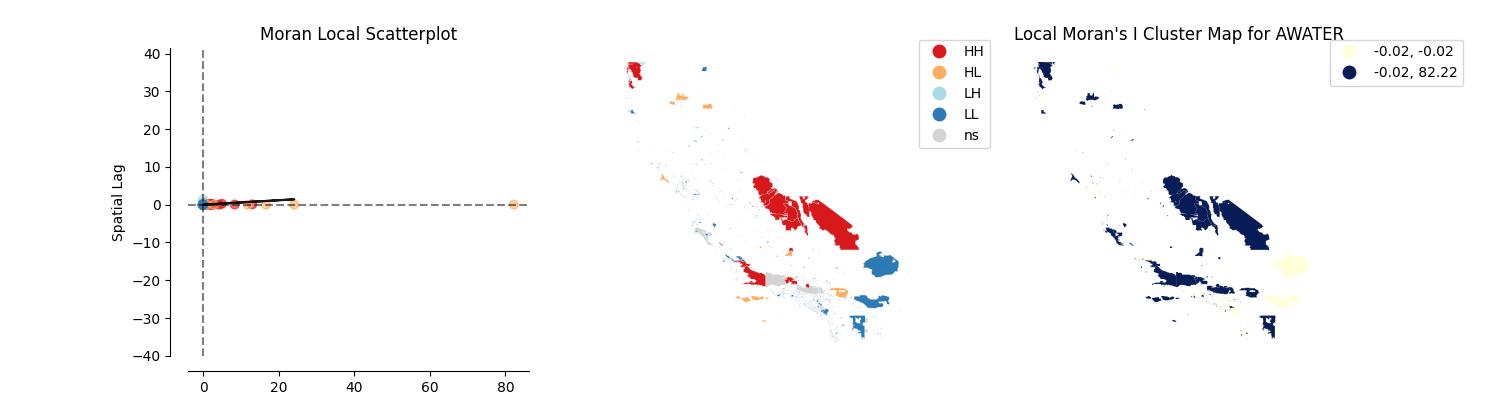 Moran Local Scatterplot
Spatial Lag
40
30
20
10
0
−10
−20
−30
−40
0 20 40 60 80
HH
HL
LH
LL
ns
Local Moran's I Cluster Map for AWATER
-0.02, -0.02
-0.02, 82.22